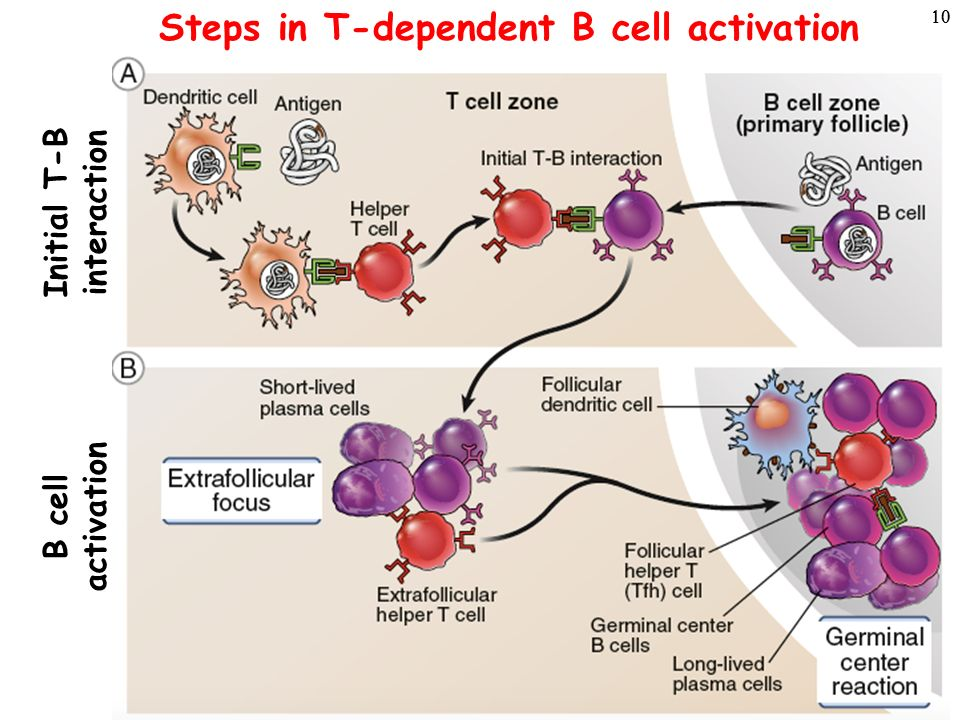 Steps in T-dependent B cell activation
10
Initial T-B
interaction
A
Dendritic cell
Antigen
T cell zone
B cell zone
(primary follicle)
Initial T-B interaction
Antigen
Helper
T cell
B cell
B cell
activation
B
Short-lived
plasma cells
Follicular
dendritic cell
Extrafollicular
focus
Extrafollicular
helper T cell
Follicular
helper T
(Tfh) cell
Germinal center
B cells
Long-lived
plasma cells
Germinal
center
reaction